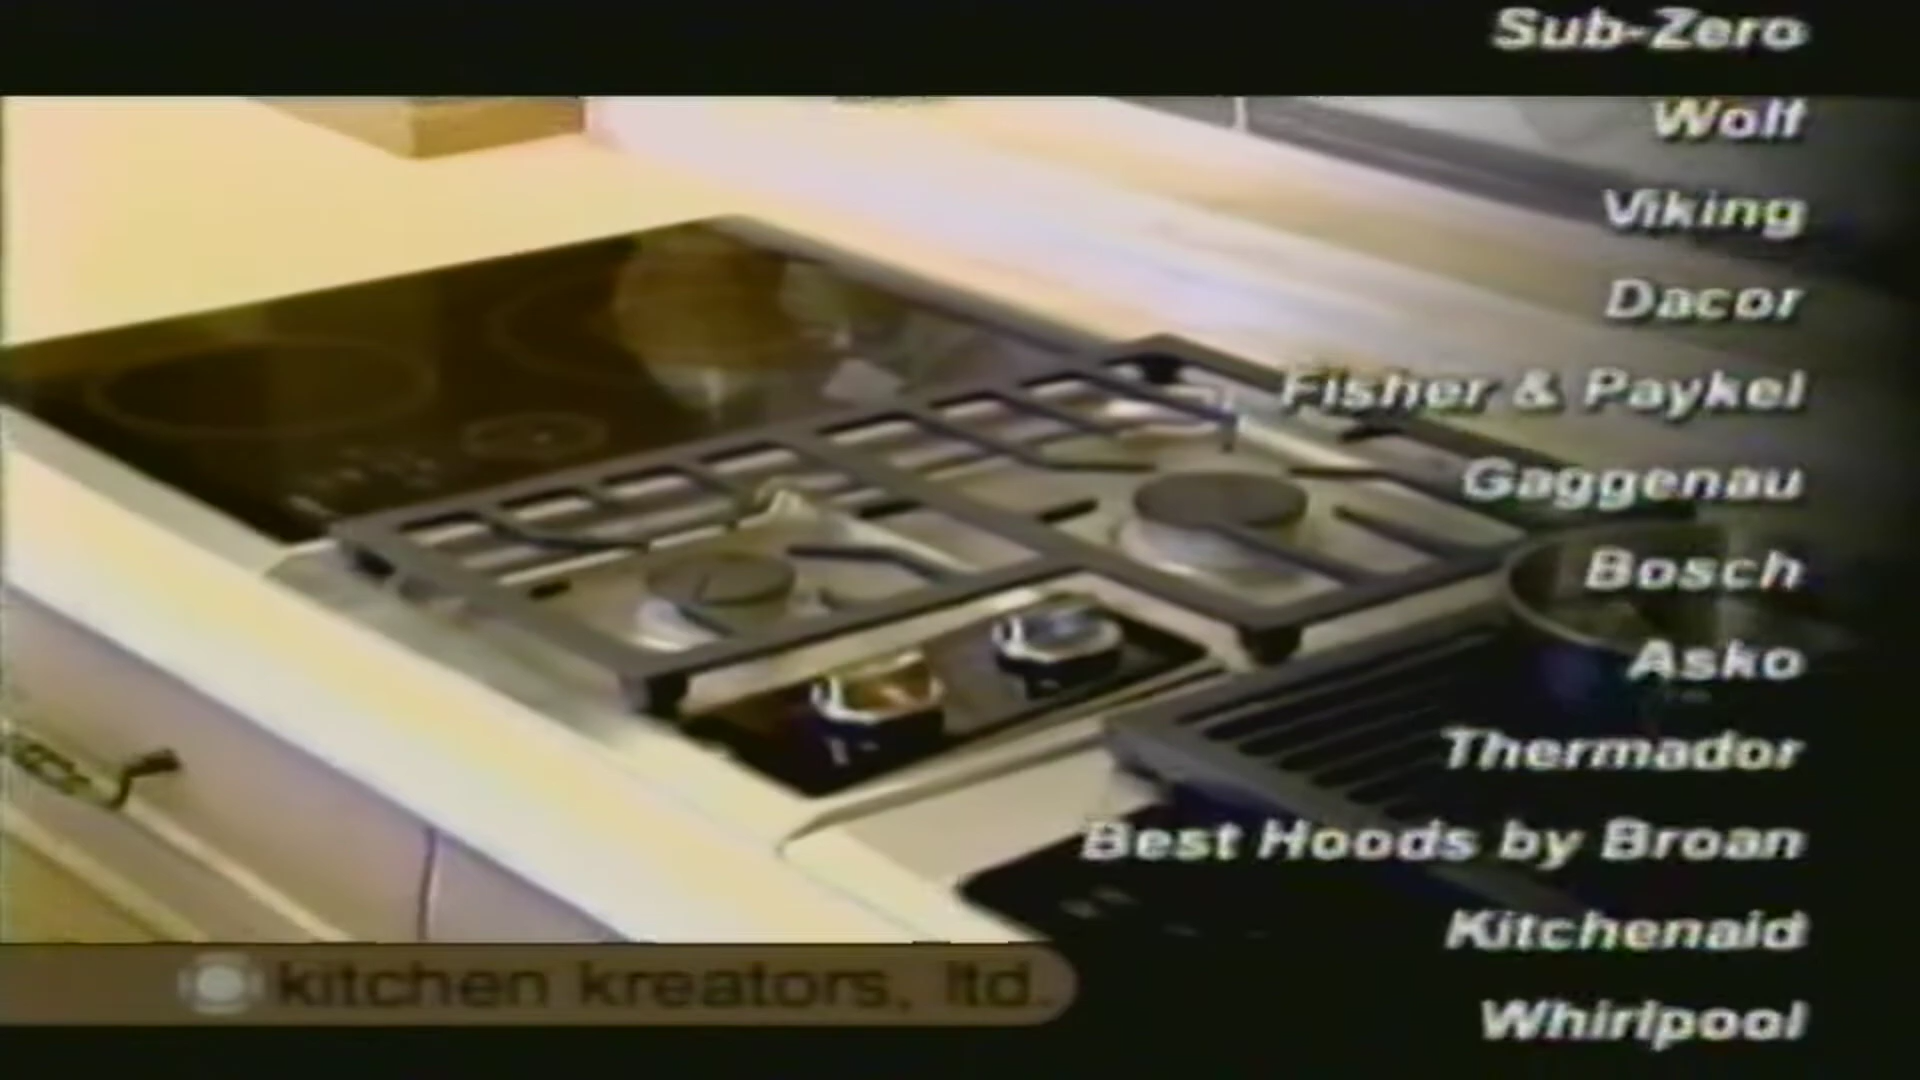 Sub-Zero
Wolf
Viking
Dacor
Fisher & Paykel
Gaggenau
Bosch
Asko
Thermador
Best Hoods by Broan
Kitchenaid
Whirlpool
kitchen kreators, ltd.